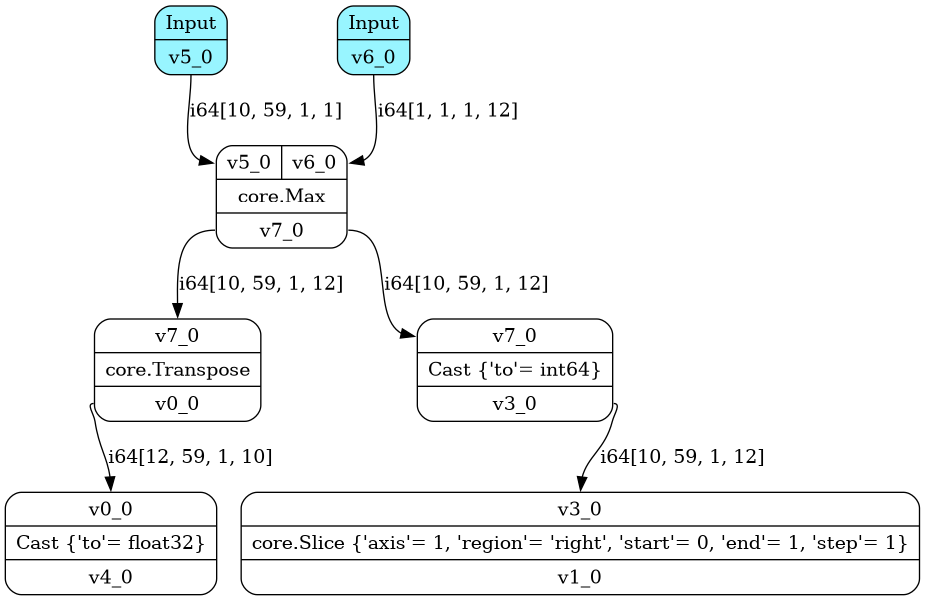 Input
v5_0
Input
v6_0
i64[10, 59, 1, 1]
i64[1, 1, 1, 12]
v5_0
v6_0
core.Max
v7_0
i64[10, 59, 1, 12]
i64[10, 59, 1, 12]
v7_0
core.Transpose
v0_0
v7_0
Cast {'to'= int64}
v3_0
i64[12, 59, 1, 10]
i64[10, 59, 1, 12]
v0_0
Cast {'to'= float32}
v4_0
v3_0
core.Slice {'axis'= 1, 'region'= 'right', 'start'= 0, 'end'= 1, 'step'= 1}
v1_0